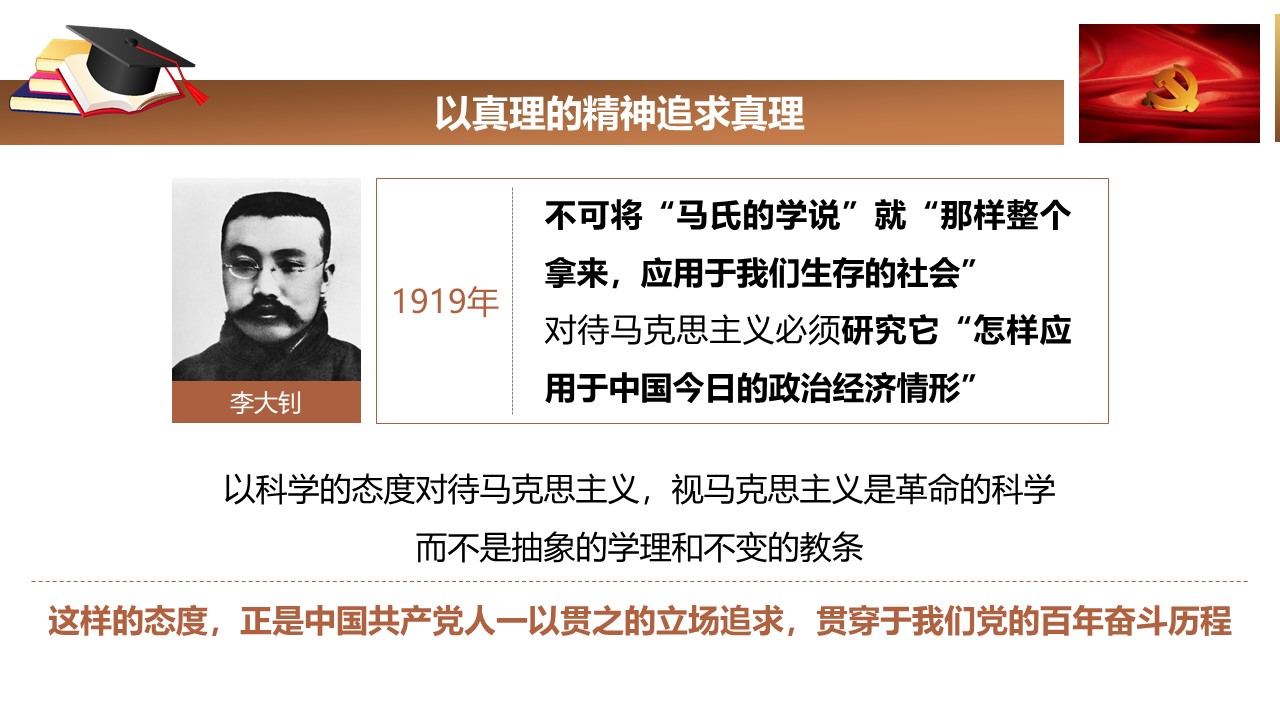 以真理的精神追求真理
李大钊
1919年
不可将“马氏的学说”就“那样整个
拿来，应用于我们生存的社会”
对待马克思主义必须研究它“怎样应
用于中国今日的政治经济情形”
以科学的态度对待马克思主义，视马克思主义是革命的科学
而不是抽象的学理和不变的教条
这样的态度，正是中国共产党人一以贯之的立场追求，贯穿于我们党的百年奋斗历程